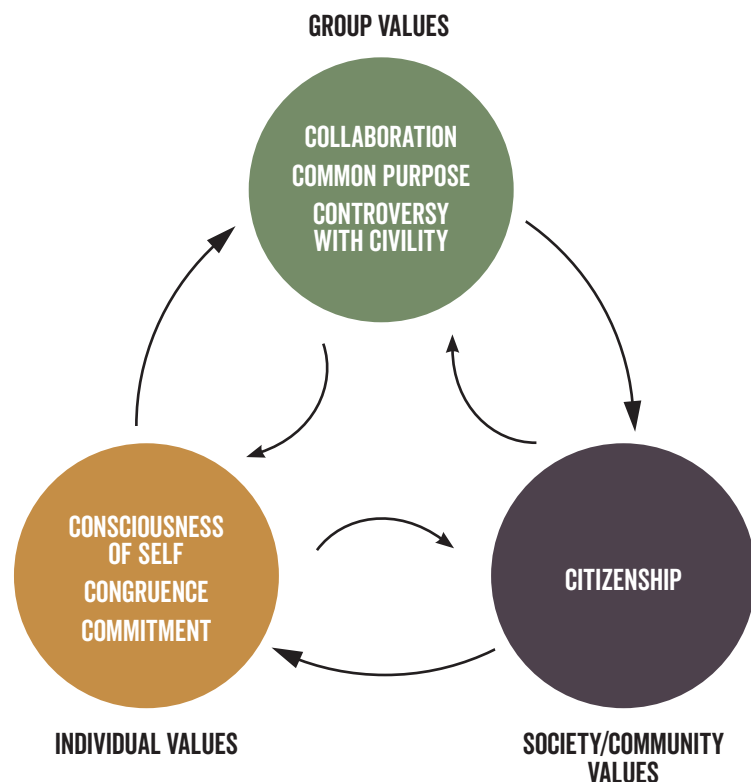 GROUP VALUES
COLLABORATION
COMMON PURPOSE
CONTROVERSY
WITH CIVILITY
CONSCIOUSNESS
OF SELF
CONGRUENCE
COMMITMENT
CITIZENSHIP
INDIVIDUAL VALUES
SOCIETY/COMMUNITY
VALUES